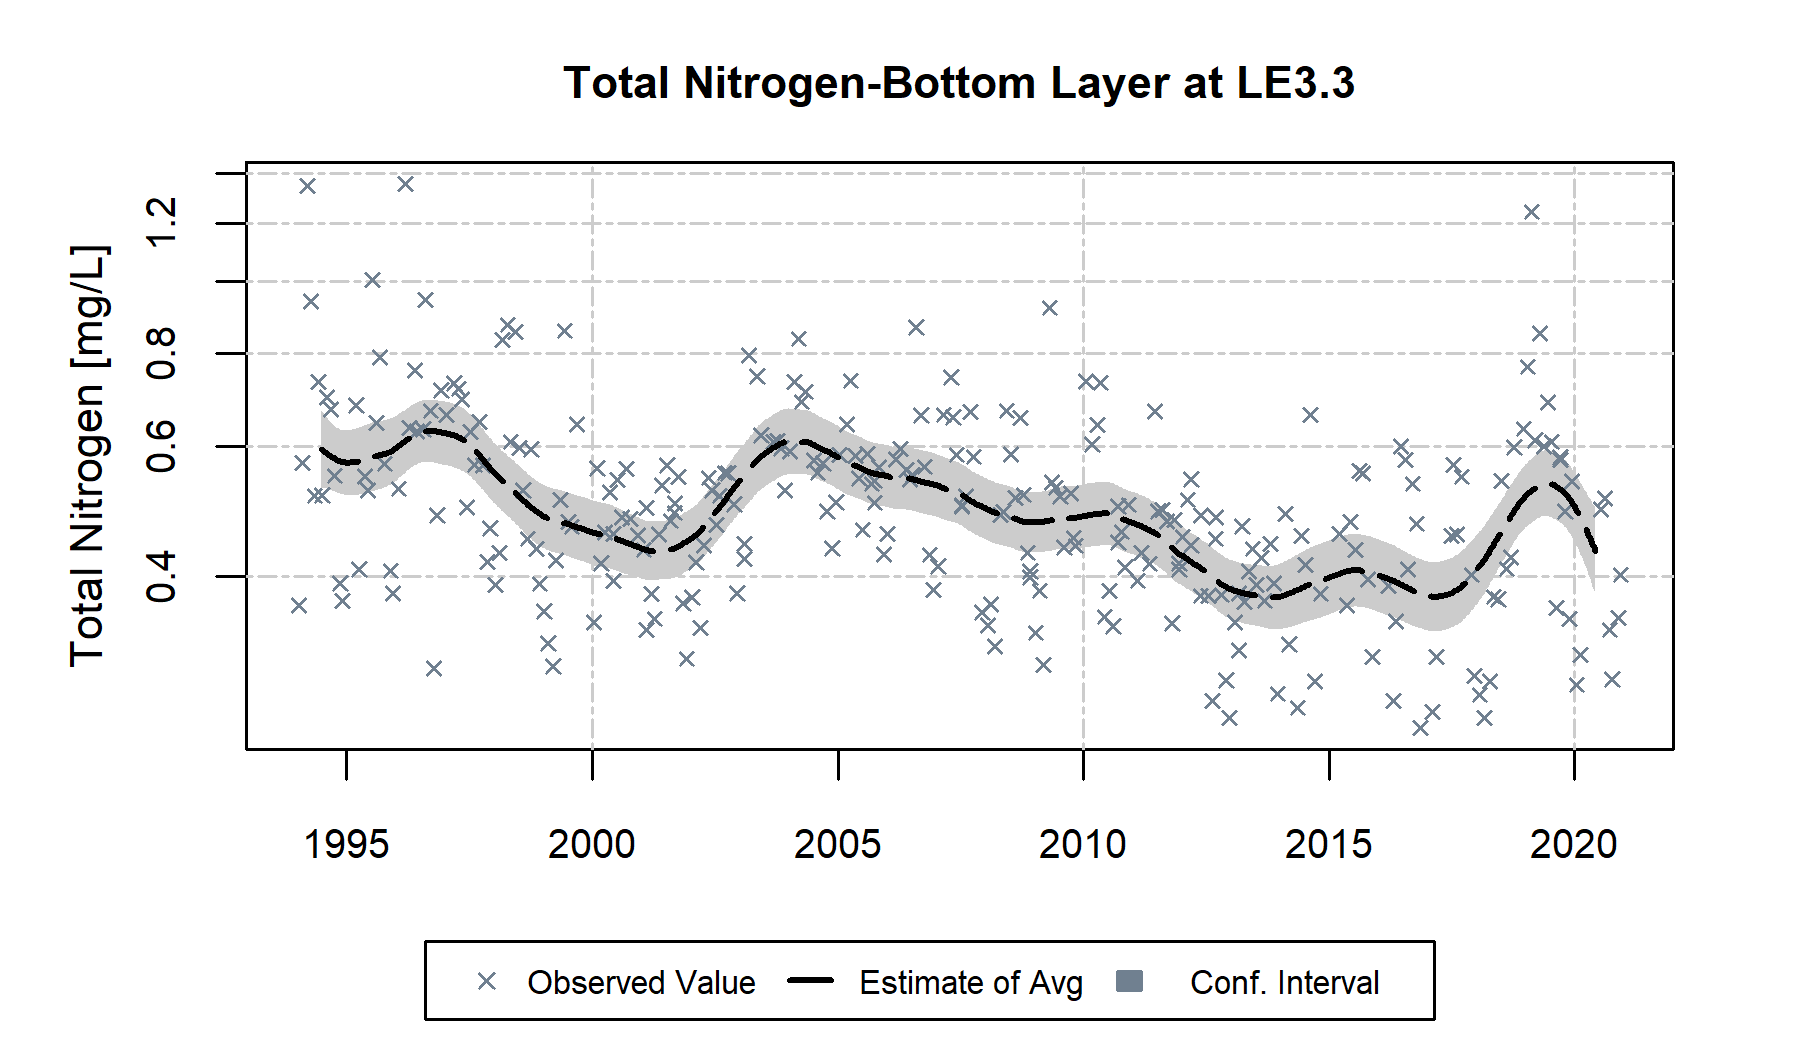 Total Nitrogen-Bottom Layer at LE3.3
Total Nitrogen [mg/L]
1.2
0.8
0.6
0.4
1995 2000 2005 2010 2015 2020
Observed Value Estimate of Avg Conf. Interval